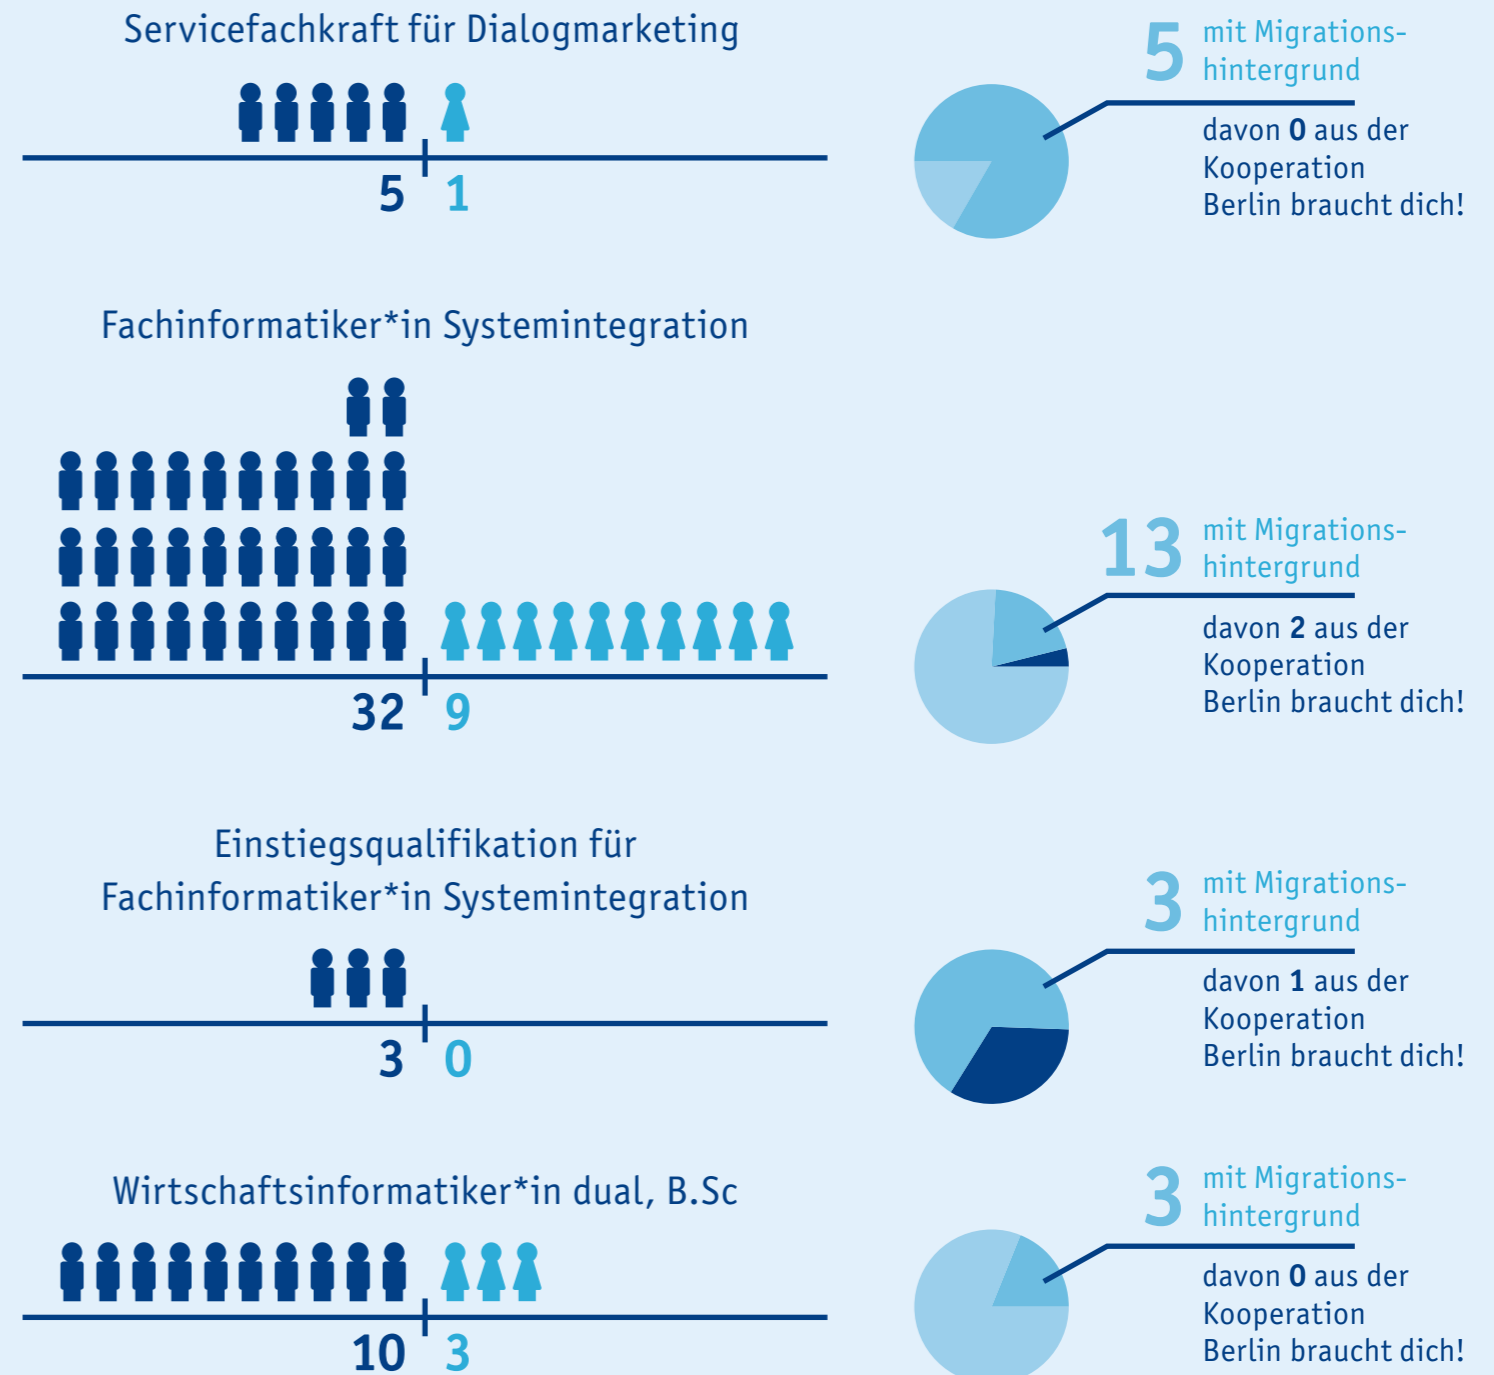 Servicefachkraft für Dialogmarketing
5 1
5 mit Migrations-
hintergrund
davon 0 aus der
Kooperation
Berlin braucht dich!
Fachinformatiker*in Systemintegration
32 9
13 mit Migrations-
hintergrund
davon 2 aus der
Kooperation
Berlin braucht dich!
Einstiegsqualifikation für
Fachinformatiker*in Systemintegration
3 0
3 mit Migrations-
hintergrund
davon 1 aus der
Kooperation
Berlin braucht dich!
Wirtschaftsinformatiker*in dual, B.Sc
10 3
3 mit Migrations-
hintergrund
davon 0 aus der
Kooperation
Berlin braucht dich!